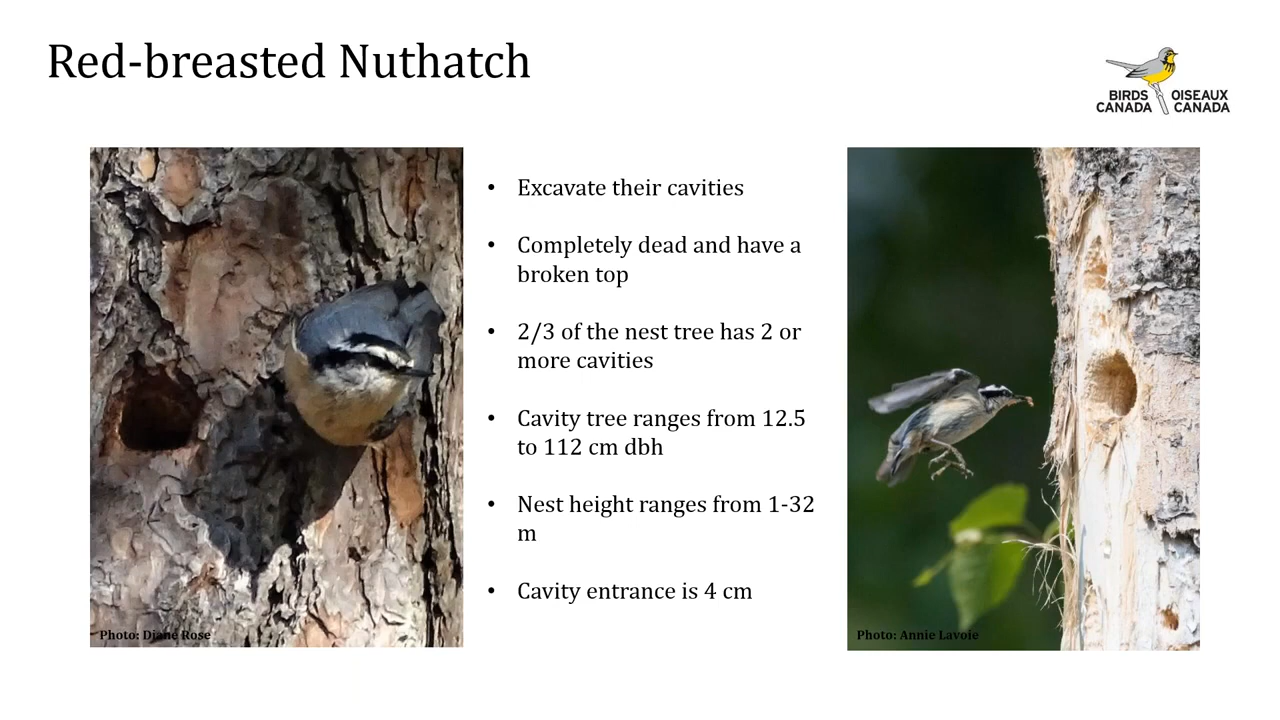 Red-breasted Nuthatch
BIRDS CANADA
OISEAUX CANADA
• Excavate their cavities
• Completely dead and have a
broken top
• 2/3 of the nest tree has 2 or
more cavities
• Cavity tree ranges from 12.5
to 112 cm dbh
• Nest height ranges from 1-32
m
• Cavity entrance is 4 cm
Photo: Diane Rose
Photo: Annie Lavoie